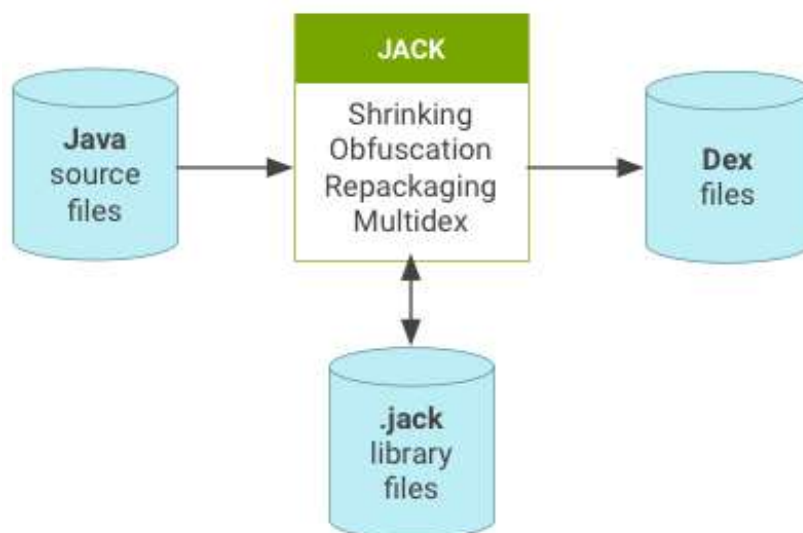 JACK
Shrinking
Obfuscation
Repackaging
Multidex
Java
source
files
Dex
files
.jack
library
files